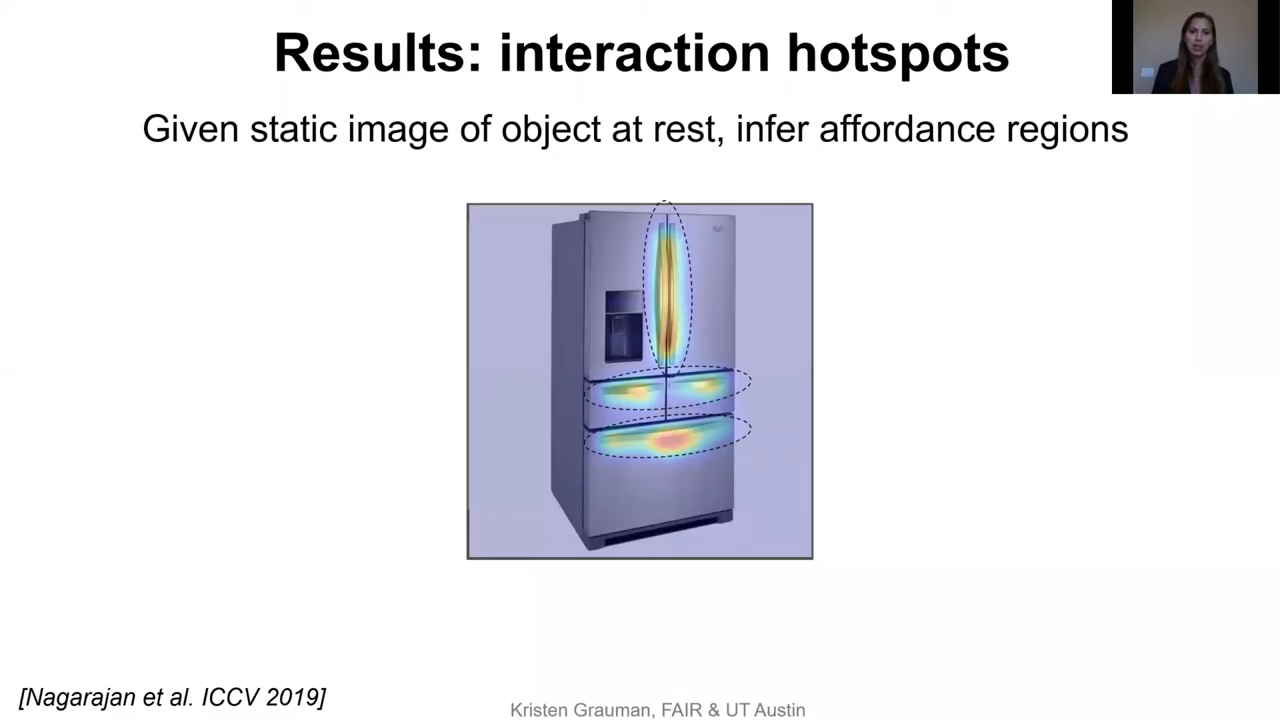 Results: interaction hotspots
Given static image of object at rest, infer affordance regions
[Nagarajan et al. ICCV 2019]
Kristen Grauman, FAIR & UT Austin